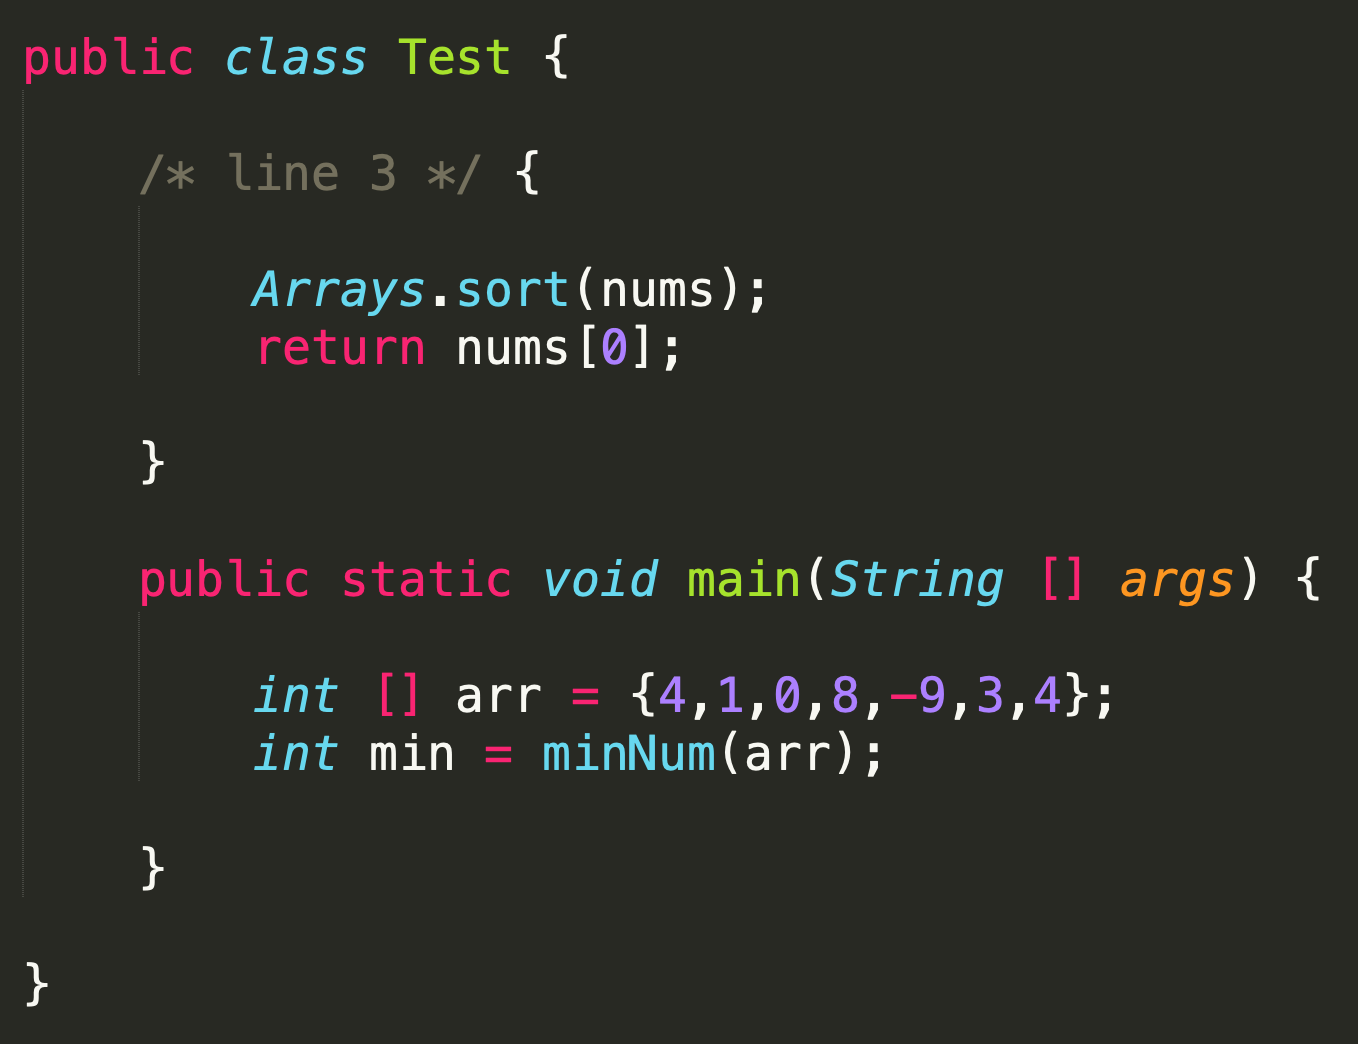 public class Test {
/* line 3 */ {
Arrays.sort(nums);
return nums[0];
}
public static void main(String [] args) {
int [] arr = {4,1,0,8,-9,3,4};
int min = minNum(arr);
}
}